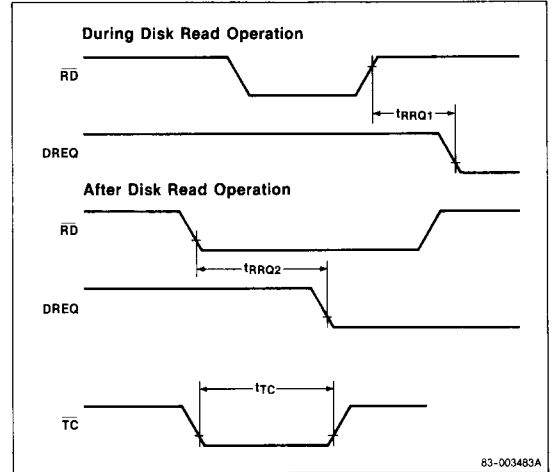 During Disk Read Operation
RD
tRRQ1
DREQ
After Disk Read Operation
RD
tRRQ2
DREQ
tTC
TC
83-003483A